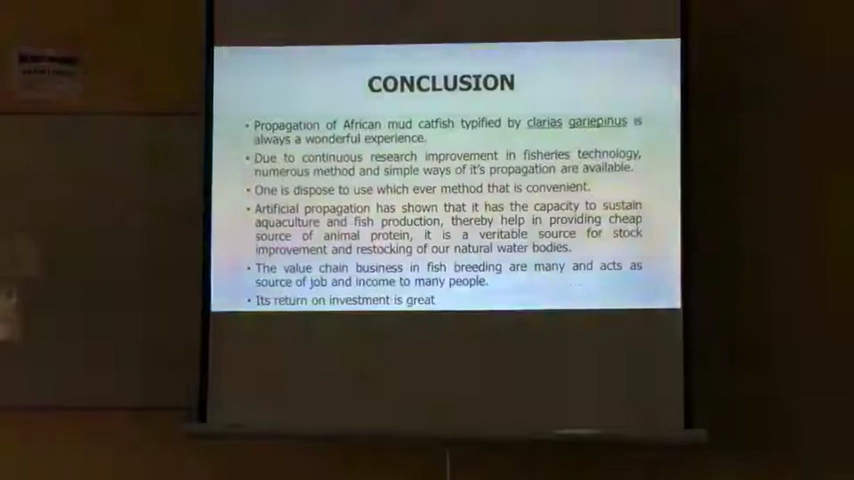 CONCLUSION
• Propagation of African mud catfish typified by clarias gariepinus is
always a wonderful experience.
• Due to continuous research improvement in fisheries technology,
numerous method and simple ways of it's propagation are available.
• One is dispose to use which ever method that is convenient.
• Artificial propagation has shown that it has the capacity to sustain
aquaculture and fish production, thereby help in providing cheap
source of animal protein, it is a veritable source for stock
improvement and restocking of our natural water bodies.
• The value chain business in fish breeding are many and acts as
source of job and income to many people.
• Its return on investment is great